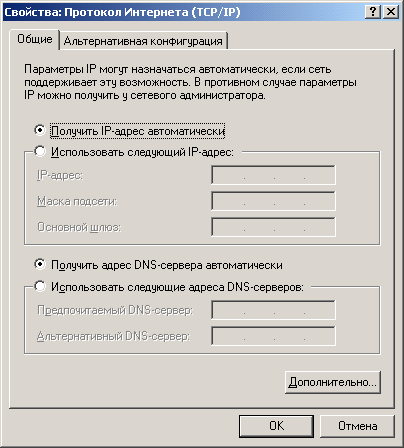 Свойства: Протокол Интернета (TCP/IP)
Общие
Альтернативная конфигурация
Параметры IP могут назначаться автоматически, если сеть
поддерживает эту возможность. В противном случае параметры
IP можно получить у сетевого администратора.
Получить IP-адрес автоматически
Использовать следующий IP-адрес:
IP-адрес:
Маска подсети:
Основной шлюз:
Получить адрес DNS-сервера автоматически
Использовать следующие адреса DNS-серверов:
Предпочитаемый DNS-сервер:
Альтернативный DNS-сервер:
Дополнительно...
OK
Отмена